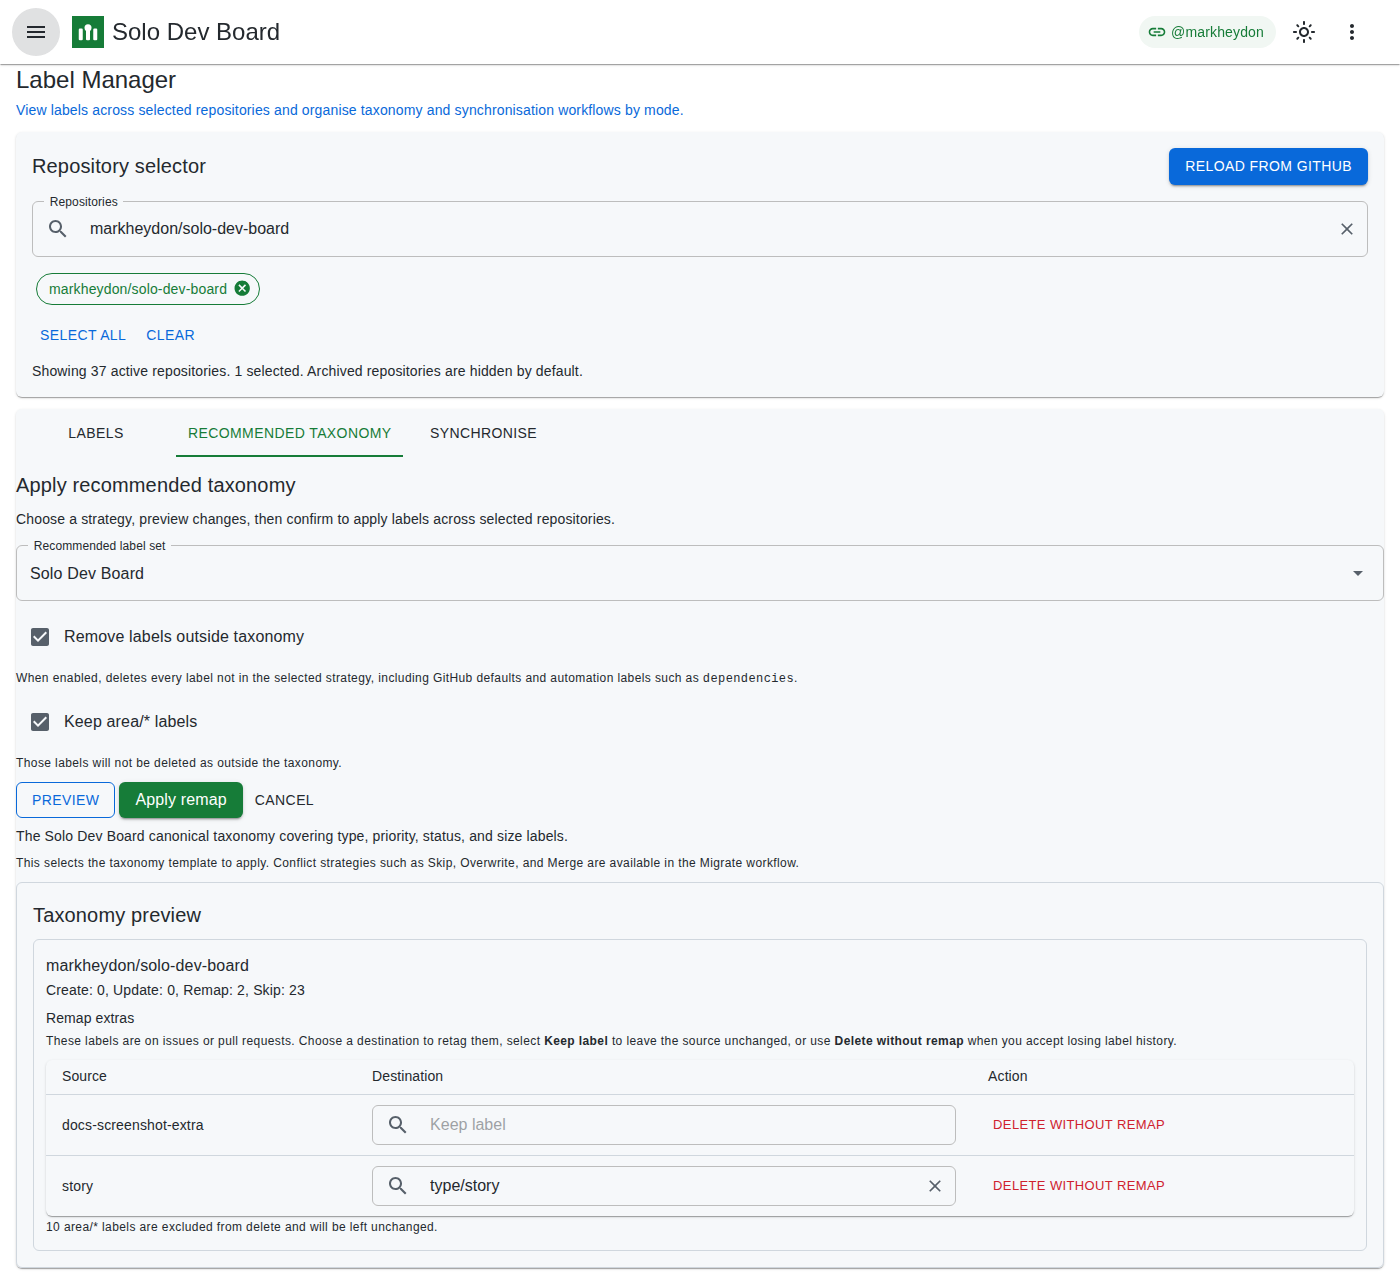 Solo Dev Board
@markheydon
Label Manager
View labels across selected repositories and organise taxonomy and synchronisation workflows by mode.
Repository selector
RELOAD FROM GITHUB
Repositories
markheydon/solo-dev-board
markheydon/solo-dev-board
SELECT ALL CLEAR
Showing 37 active repositories. 1 selected. Archived repositories are hidden by default.
LABELS RECOMMENDED TAXONOMY SYNCHRONISE
Apply recommended taxonomy
Choose a strategy, preview changes, then confirm to apply labels across selected repositories.
Recommended label set
Solo Dev Board
Remove labels outside taxonomy
When enabled, deletes every label not in the selected strategy, including GitHub defaults and automation labels such as dependencies.
Keep area/* labels
Those labels will not be deleted as outside the taxonomy.
PREVIEW Apply remap CANCEL
The Solo Dev Board canonical taxonomy covering type, priority, status, and size labels.
This selects the taxonomy template to apply. Conflict strategies such as Skip, Overwrite, and Merge are available in the Migrate workflow.
Taxonomy preview
markheydon/solo-dev-board
Create: 0, Update: 0, Remap: 2, Skip: 23
Remap extras
These labels are on issues or pull requests. Choose a destination to retag them, select Keep label to leave the source unchanged, or use Delete without remap when you accept losing label history.
Source Destination Action
docs-screenshot-extra Keep label DELETE WITHOUT REMAP
story type/story DELETE WITHOUT REMAP
10 area/* labels are excluded from delete and will be left unchanged.